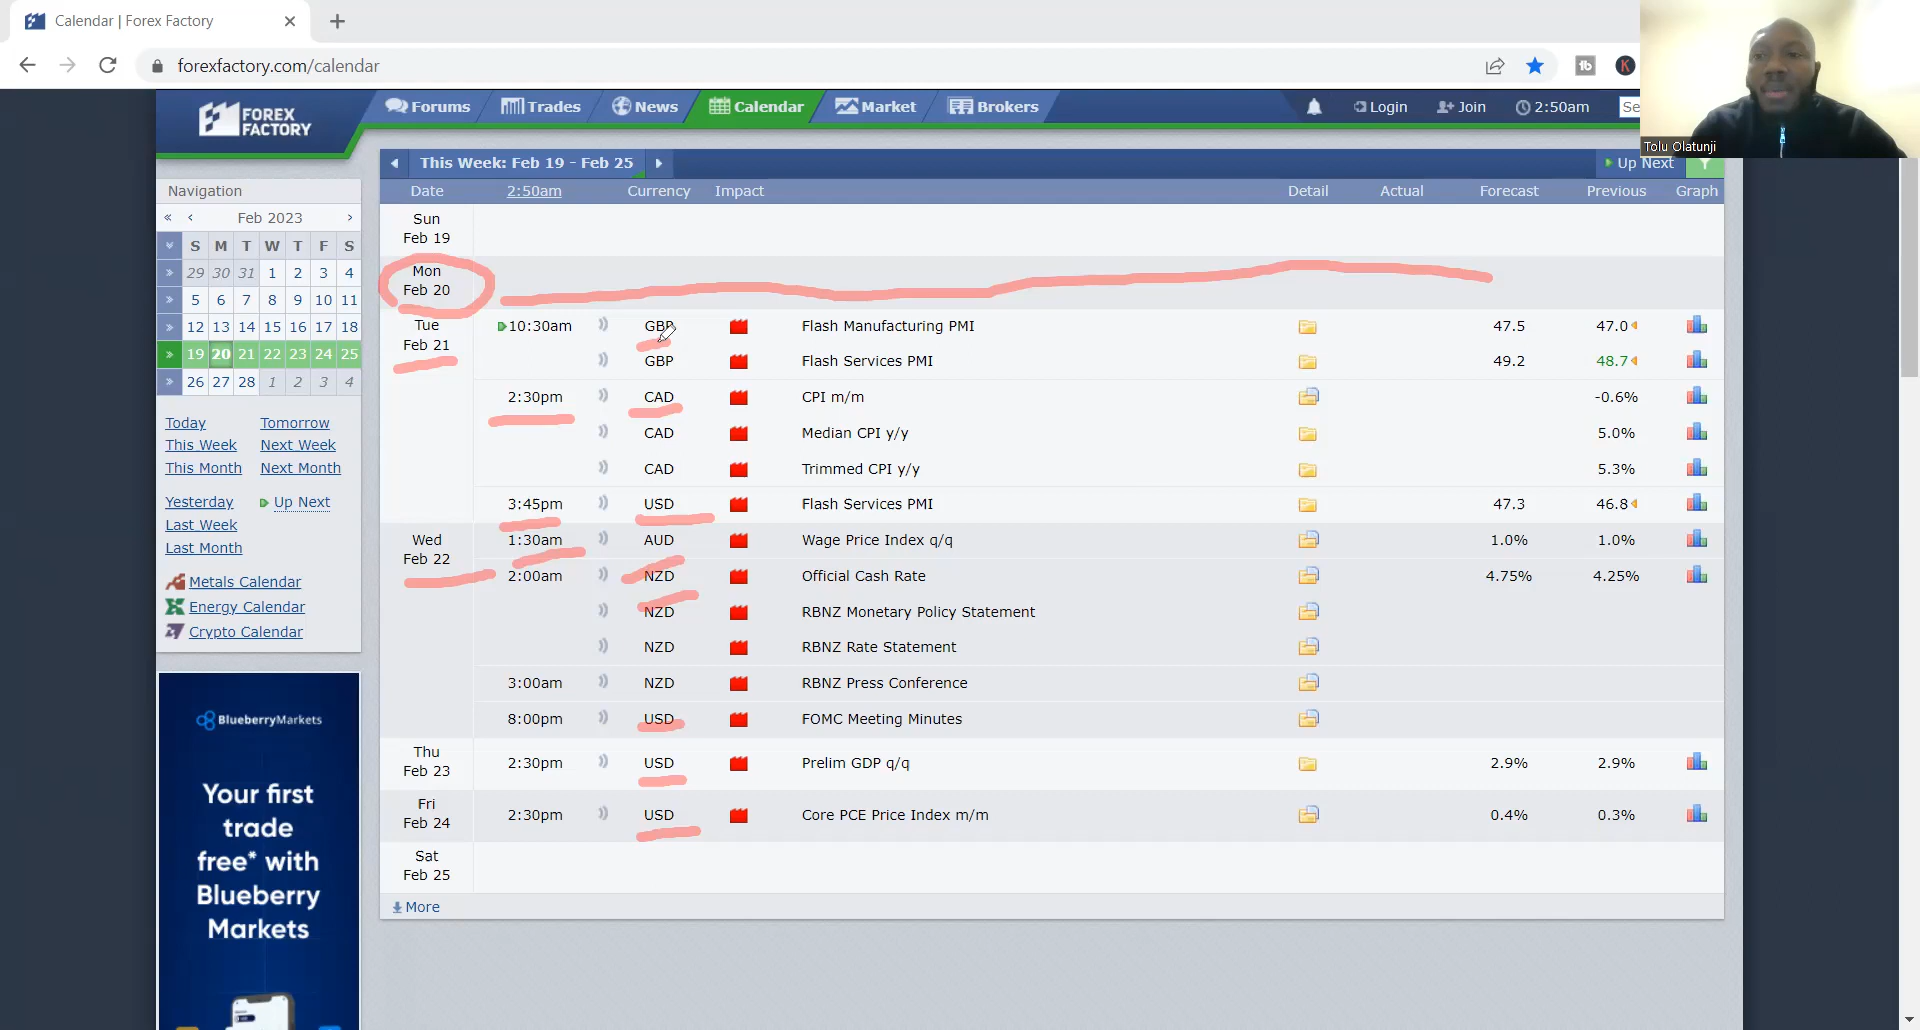 Calendar | Forex Factory
forexfactory.com/calendar
tb
K
FOREX FACTORY
Forums
Trades
News
Calendar
Market
Brokers
Login
Join
2:50am
Se
Tolu Olatunji
Navigation
« ‹ Feb 2023 ›
S M T W T F S
» 29 30 31 1 2 3 4
» 5 6 7 8 9 10 11
» 12 13 14 15 16 17 18
» 19 20 21 22 23 24 25
» 26 27 28 1 2 3 4
Today Tomorrow
This Week Next Week
This Month Next Month
Yesterday Up Next
Last Week
Last Month
Metals Calendar
Energy Calendar
Crypto Calendar
BlueberryMarkets
Your first
trade
free* with
Blueberry
Markets
This Week: Feb 19 - Feb 25
Up Next
Date 2:50am Currency Impact Detail Actual Forecast Previous Graph
Sun
Feb 19
Mon
Feb 20
Tue
Feb 21
10:30am GBP Flash Manufacturing PMI 47.5 47.0
GBP Flash Services PMI 49.2 48.7
2:30pm CAD CPI m/m -0.6%
CAD Median CPI y/y 5.0%
CAD Trimmed CPI y/y 5.3%
3:45pm USD Flash Services PMI 47.3 46.8
Wed
Feb 22
1:30am AUD Wage Price Index q/q 1.0% 1.0%
2:00am NZD Official Cash Rate 4.75% 4.25%
NZD RBNZ Monetary Policy Statement
NZD RBNZ Rate Statement
3:00am NZD RBNZ Press Conference
8:00pm USD FOMC Meeting Minutes
Thu
Feb 23
2:30pm USD Prelim GDP q/q 2.9% 2.9%
Fri
Feb 24
2:30pm USD Core PCE Price Index m/m 0.4% 0.3%
Sat
Feb 25
More